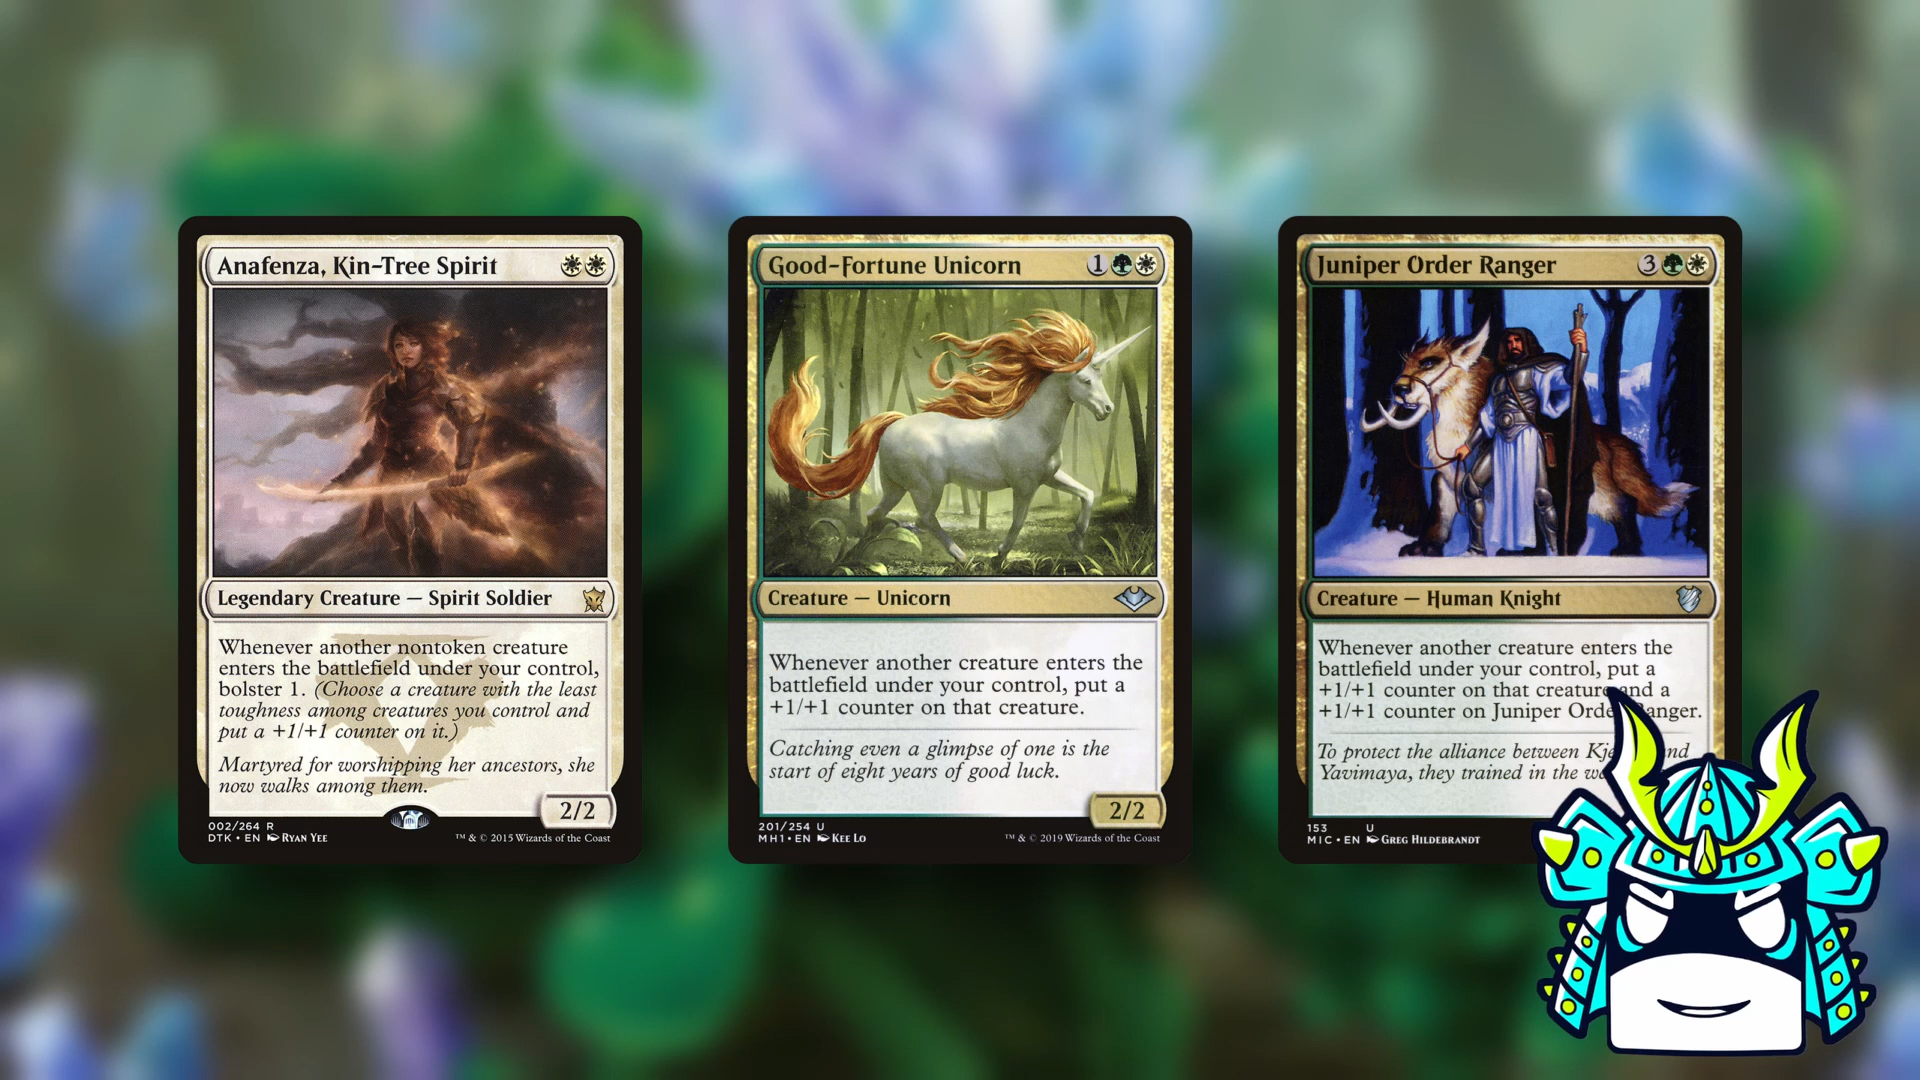 Anafenza, Kin-Tree Spirit
Legendary Creature — Spirit Soldier
Whenever another nontoken creature
enters the battlefield under your control,
bolster 1. (Choose a creature with the least
toughness among creatures you control and
put a +1/+1 counter on it.)
Martyred for worshipping her ancestors, she
now walks among them.
2/2
002/264 R
DTK • EN Ryan Yee
™ & © 2015 Wizards of the Coast
Good-Fortune Unicorn 1
Creature — Unicorn
Whenever another creature enters the
battlefield under your control, put a
+1/+1 counter on that creature.
Catching even a glimpse of one is the
start of eight years of good luck.
2/2
201/254 U
MH1 • EN Kee Lo
™ & © 2019 Wizards of the Coast
Juniper Order Ranger 3
Creature — Human Knight
Whenever another creature enters the
battlefield under your control, put a
+1/+1 counter on that creature and a
+1/+1 counter on Juniper Order Ranger.
To protect the alliance between and
Yavimaya, they trained in the
153 U
MIC • EN Greg Hildebrandt